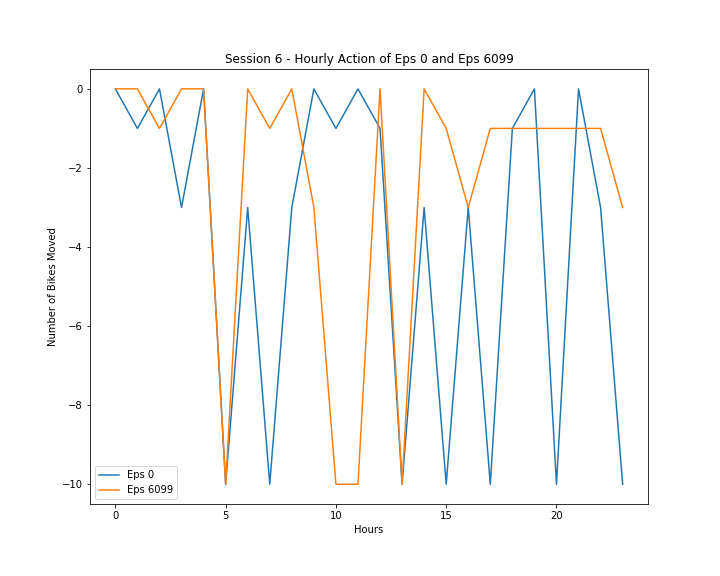 Session 6 - Hourly Action of Eps 0 and Eps 6099
Number of Bikes Moved
0
−2
−4
−6
−8
−10
Eps 0
Eps 6099
0 5 10 15 20
Hours